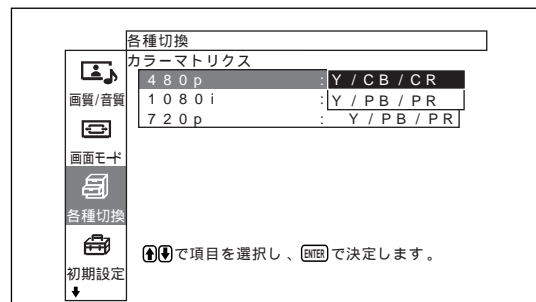 各種切換
カラーマトリクス
480p : Y/CB/CR
1080i : Y/PB/PR
720p : Y/PB/PR
画質/音質
画面モード
各種切換
初期設定
で項目を選択し、ENTERで決定します。